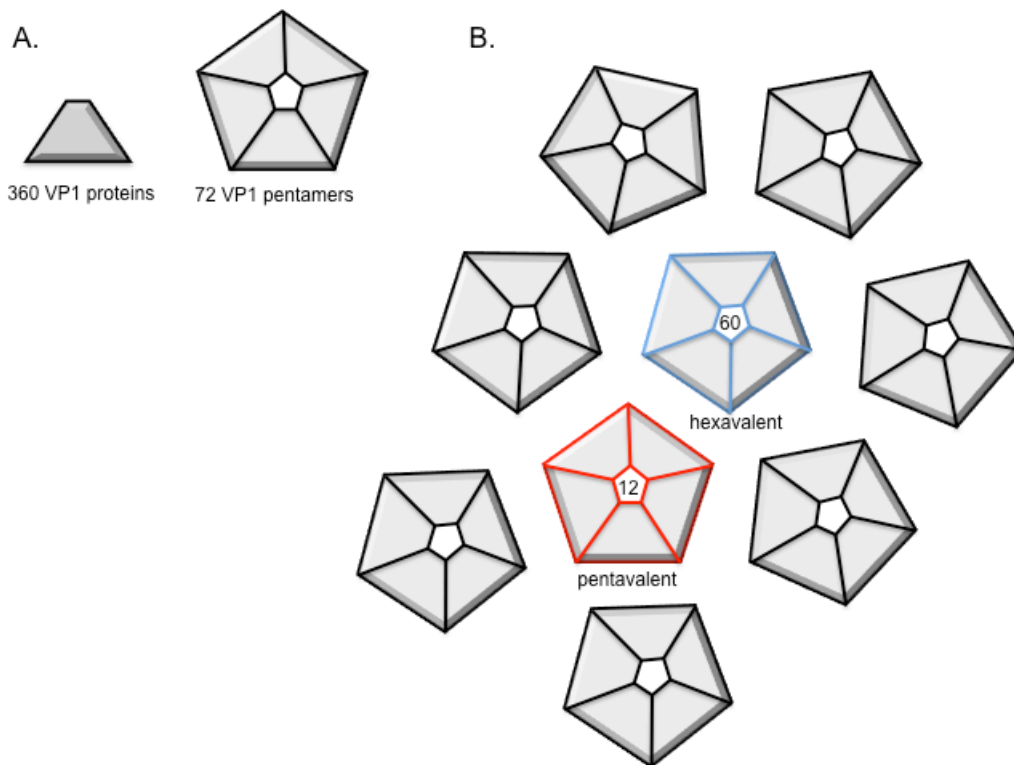 A.
B.
360 VP1 proteins
72 VP1 pentamers
60
hexavalent
12
pentavalent